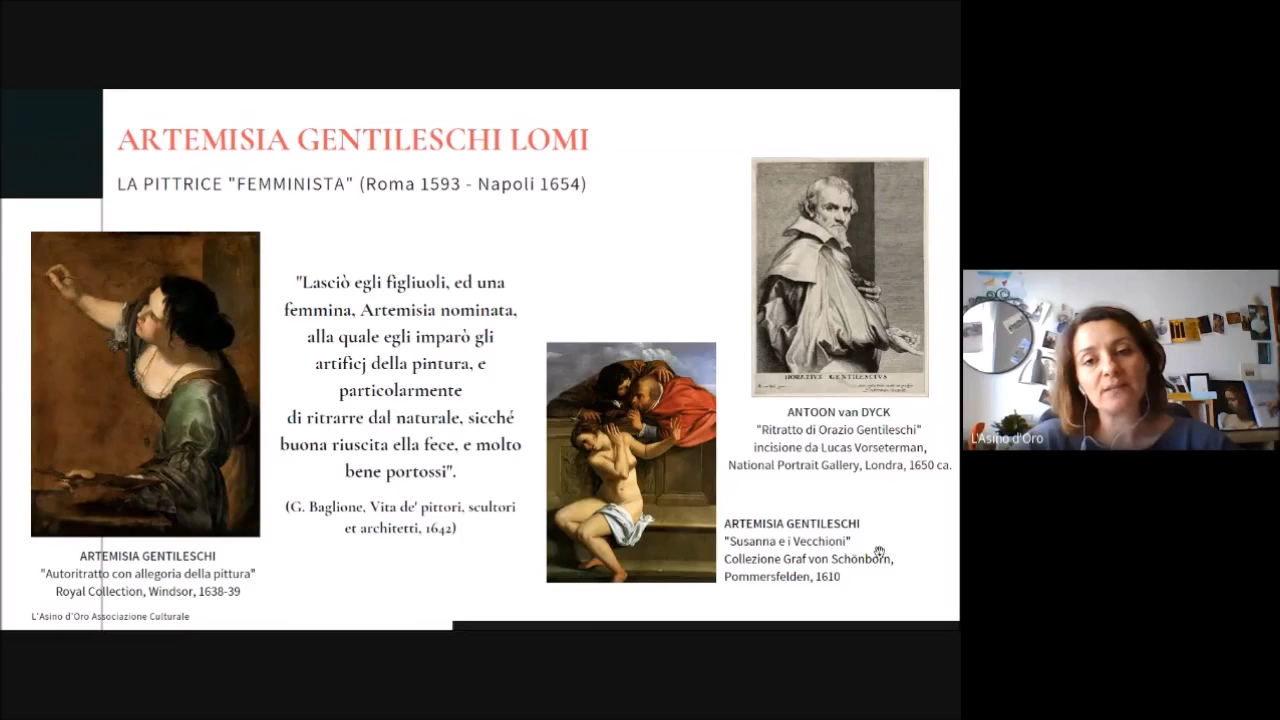 ARTEMISIA GENTILESCHI LOMI
LA PITTRICE "FEMMINISTA" (Roma 1593 - Napoli 1654)
"Lasciò egli figliuoli, ed una
femmina, Artemisia nominata,
alla quale egli imparò gli
artificj della pintura, e
particolarmente
di ritrarre dal naturale, sicché
buona riuscita ella fece, e molto
bene portossi".
(G. Baglione, Vita de' pittori, scultori
et architetti, 1642)
ARTEMISIA GENTILESCHI
"Autoritratto con allegoria della pittura"
Royal Collection, Windsor, 1638-39
L'Asino d'Oro Associazione Culturale
HORATIVS GENTILESCIVS
ANTOON van DYCK
"Ritratto di Orazio Gentileschi"
incisione da Lucas Vorseterman,
National Portrait Gallery, Londra, 1650 ca.
ARTEMISIA GENTILESCHI
"Susanna e i Vecchioni"
Collezione Graf von Schönborn,
Pommersfelden, 1610
L'Asino d'Oro